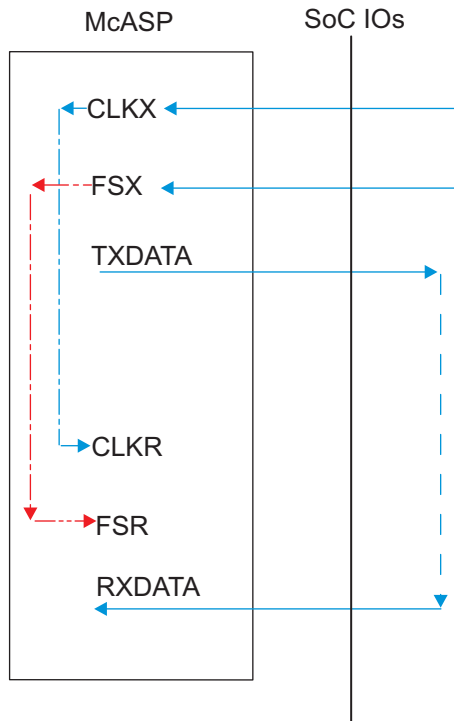 McASP
SoC IOs
CLKX
FSX
TXDATA
CLKR
FSR
RXDATA